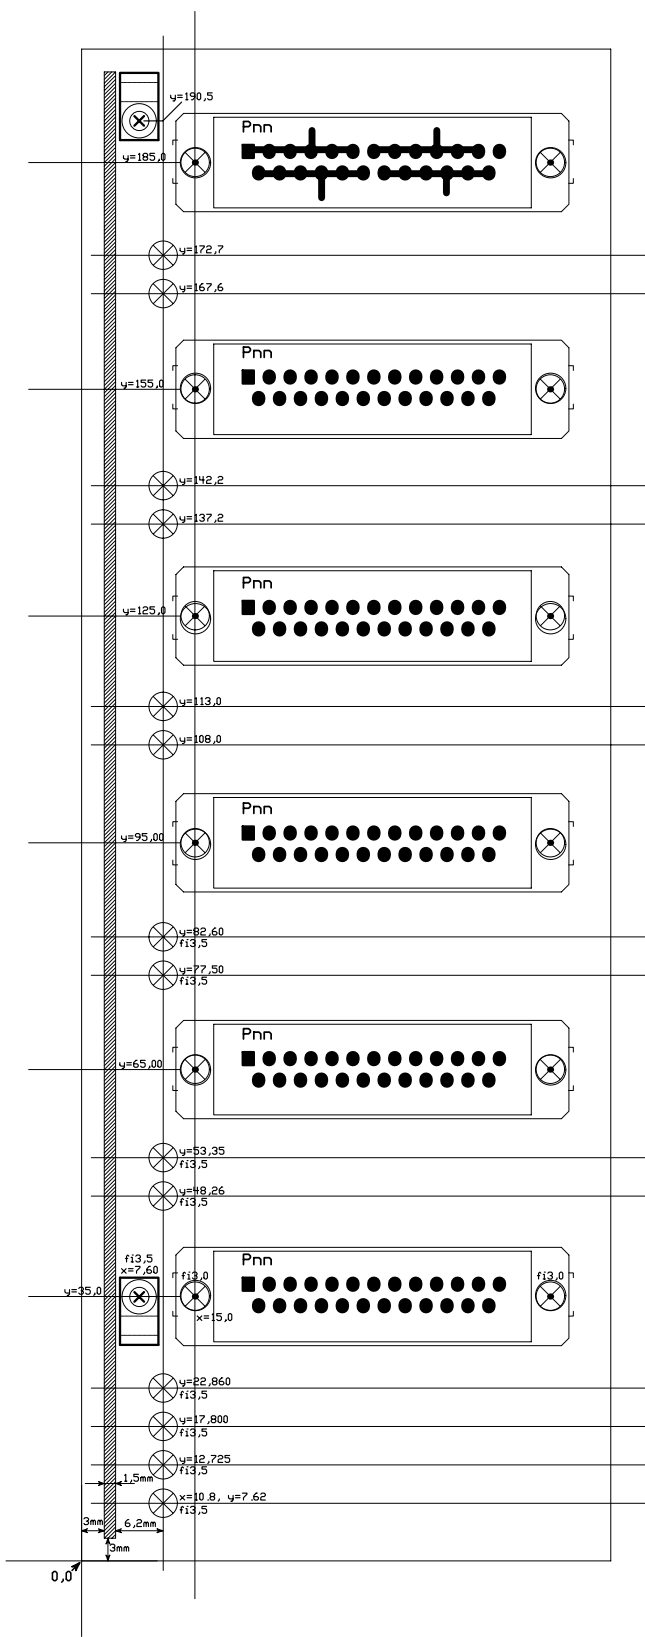 y=190,5
Pnn
y=185,0
y=172,7
y=167,6
Pnn
y=155,0
y=142,2
y=137,2
Pnn
y=125,0
y=113,0
y=108,0
Pnn
y=95,00
y=82,60
fi3,5
y=77,50
fi3,5
Pnn
y=65,00
y=53,35
fi3,5
y=48,26
fi3,5
Pnn
fi3,5
x=7,60
fi3,0
fi3,0
y=35,0
x=15,0
y=22,860
fi3,5
y=17,800
fi3,5
y=12,725
fi3,5
1,5mm
x=10.8, y=7.62
fi3,5
3mm
6,2mm
3mm
0,0